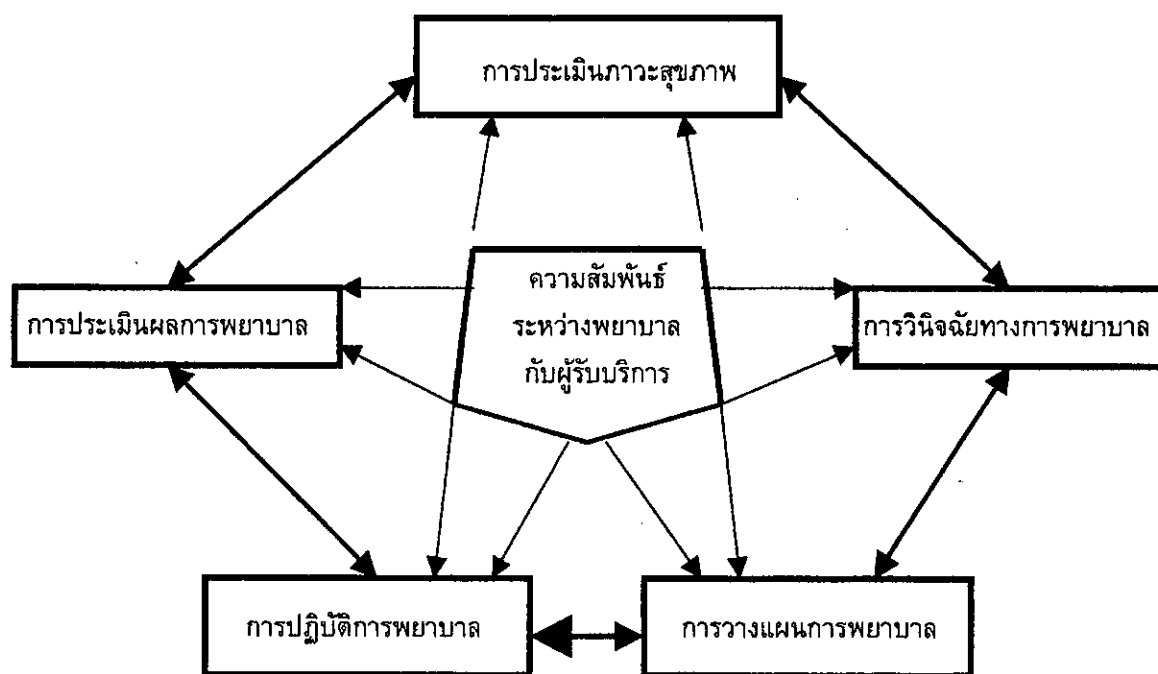 การประเมินภาวะสุขภาพ
ความสัมพันธ์
ระหว่างพยาบาล
กับผู้รับบริการ
การประเมินผลการพยาบาล
การวินิจฉัยทางการพยาบาล
การปฏิบัติการพยาบาล
การวางแผนการพยาบาล